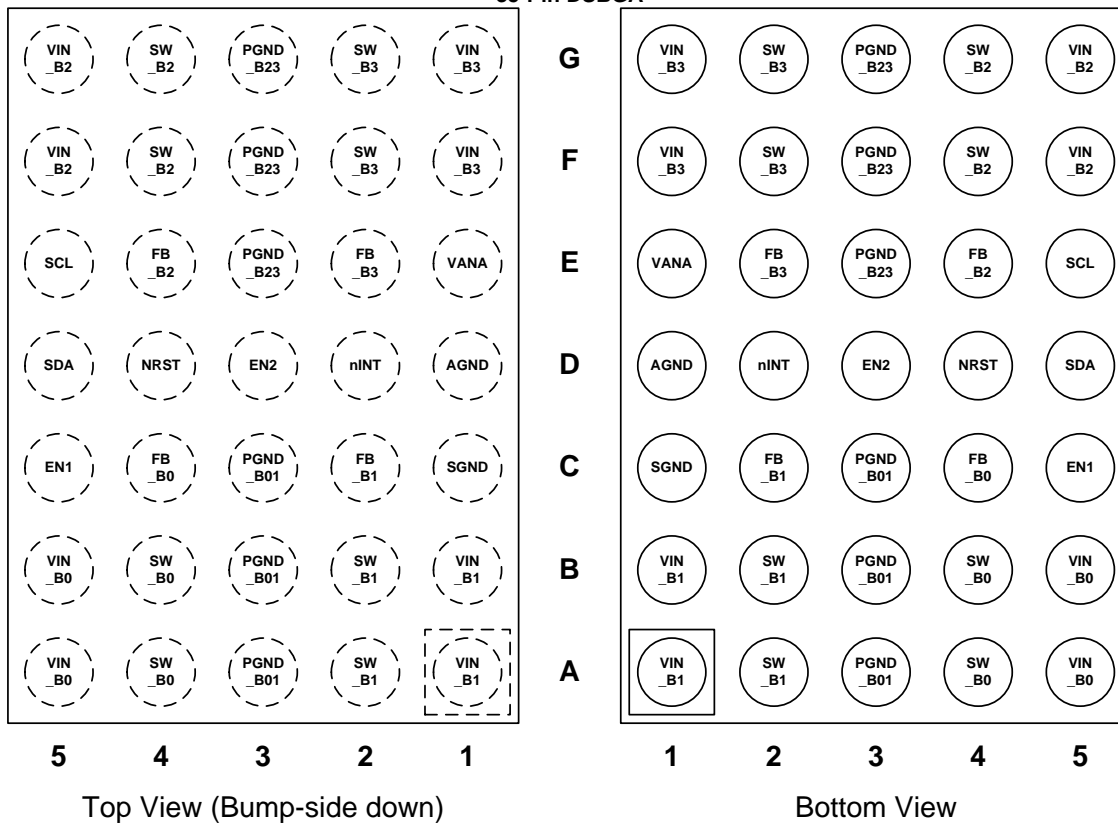 VIN SW PGND SW VIN
_B2 _B2 _B23 _B3 _B3
G
VIN SW PGND SW VIN
_B3 _B3 _B23 _B2 _B2
VIN SW PGND SW VIN
_B2 _B2 _B23 _B3 _B3
F
VIN SW PGND SW VIN
_B3 _B3 _B23 _B2 _B2
SCL FB PGND FB VANA
_B2 _B23 _B3
E
VANA FB PGND FB SCL
_B3 _B23 _B2
SDA NRST EN2 nINT AGND
D
AGND nINT EN2 NRST SDA
EN1 FB PGND FB SGND
_B0 _B01 _B1
C
SGND FB PGND FB EN1
_B1 _B01 _B0
VIN SW PGND SW VIN
_B0 _B0 _B01 _B1 _B1
B
VIN SW PGND SW VIN
_B1 _B1 _B01 _B0 _B0
VIN SW PGND SW VIN
_B0 _B0 _B01 _B1 _B1
A
VIN SW PGND SW VIN
_B1 _B1 _B01 _B0 _B0
5 4 3 2 1
1 2 3 4 5
Top View (Bump-side down)
Bottom View